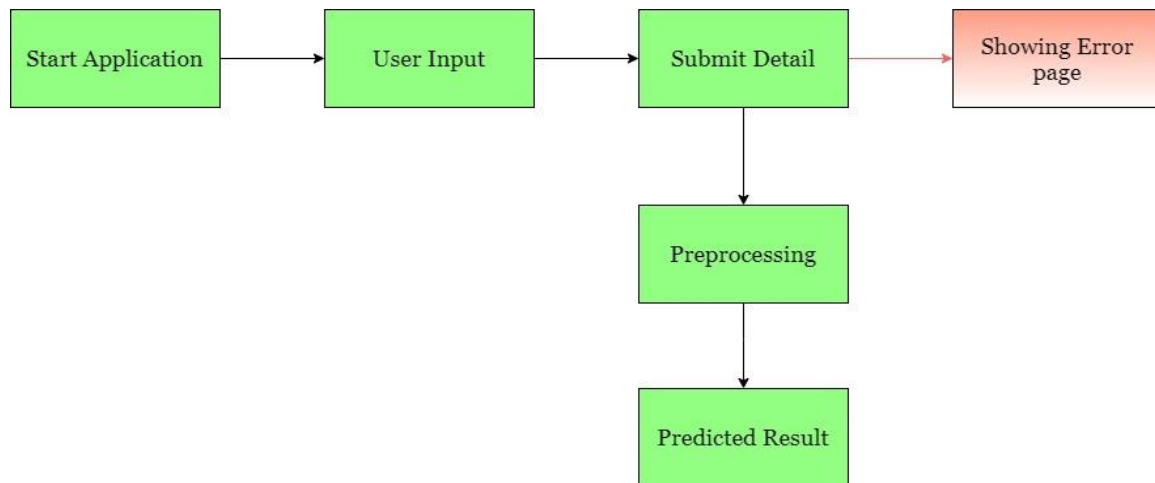 Start Application
User Input
Submit Detail
Showing Error
page
Preprocessing
Predicted Result